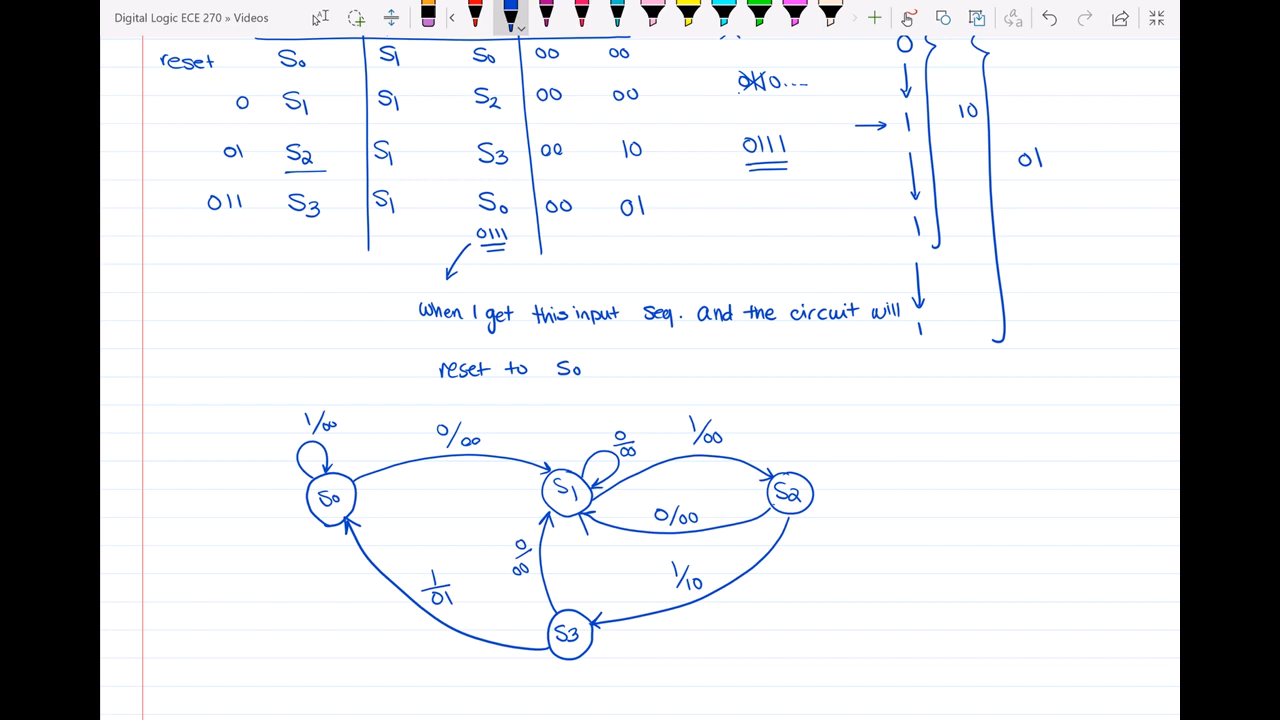 Digital Logic ECE 270 » Videos
reset S0 S1 S0 00 00
0 S1 S1 S2 00 00
01 S2 S1 S3 00 10
011 S3 S1 S0 00 01
0111
0111
0
1
1
1
10
01
When I get this input seq. and the circuit will
reset to S0
1/00
0/00
0/00
1/00
S0
S1
S2
0/00
0/00
1/10
1/01
S3